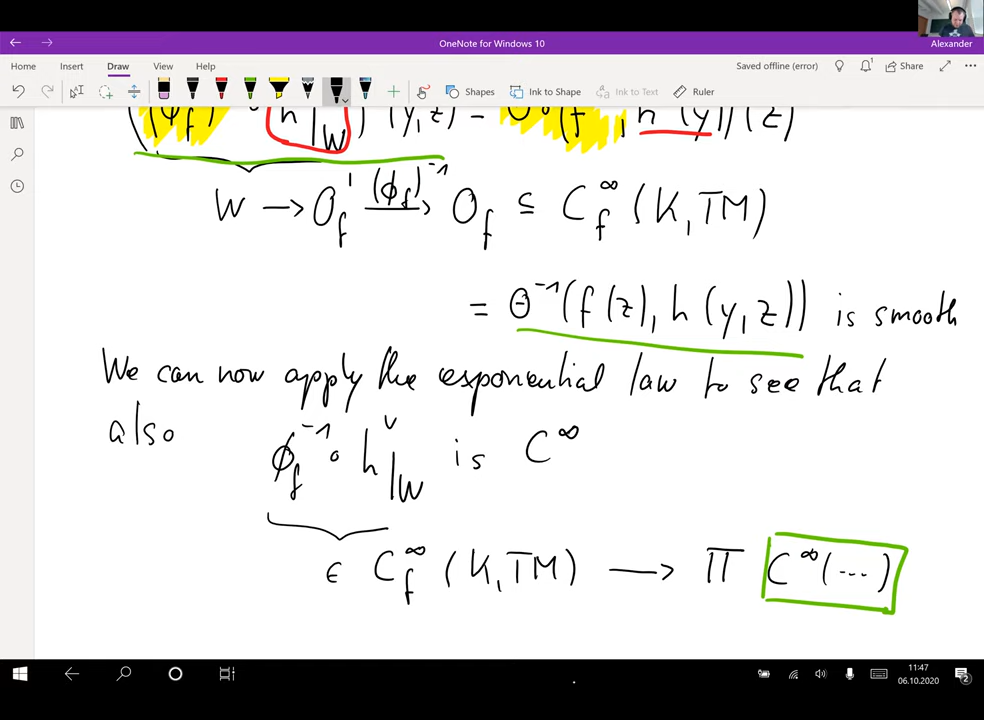 Alexander
OneNote for Windows 10
Home Insert Draw View Help Saved offline (error) Share
Shapes Ink to Shape Ink to Text Ruler
W → O'_f (ϕ_f)^{-1} → O_f ⊆ C_f^∞ (K, TM)
= Θ^{-1}(f(z), h(y,z)) is smooth
We can now apply the exponential law to see that
also ϕ_f^{-1} ∘ h^∨|_W is C^∞
∈ C_f^∞ (K, TM) → Π C^∞(...)
11:47
06.10.2020
2